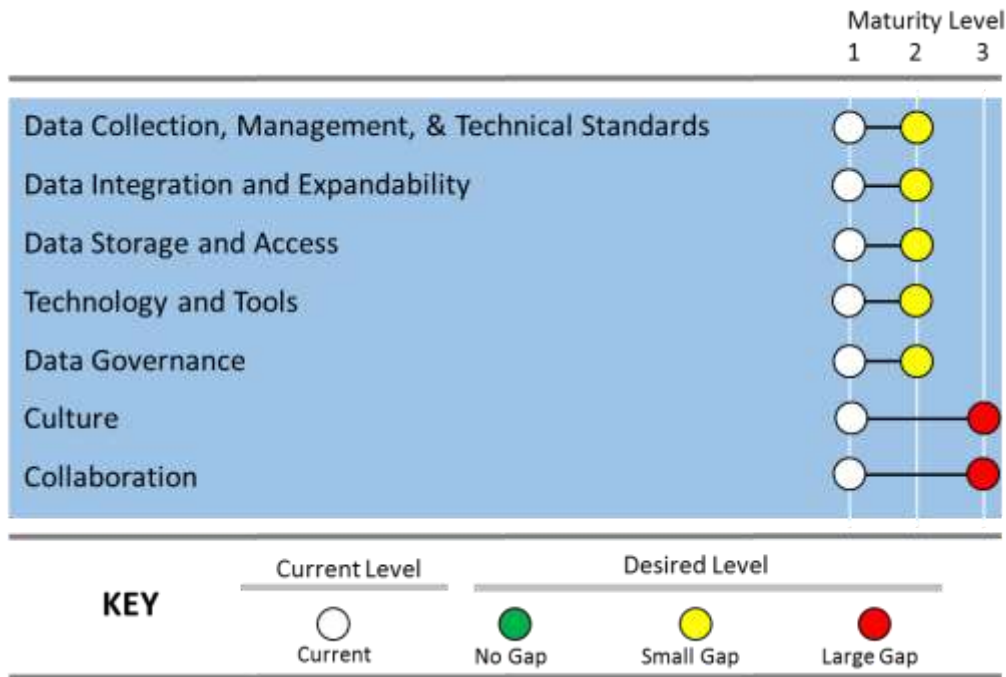 Maturity Level
1 2 3
Data Collection, Management, & Technical Standards
Data Integration and Expandability
Data Storage and Access
Technology and Tools
Data Governance
Culture
Collaboration
KEY
Current Level
Desired Level
Current
No Gap
Small Gap
Large Gap